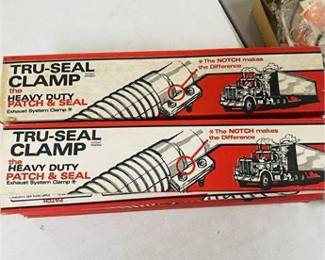 TRU-SEAL
CLAMP
the
HEAVY DUTY
PATCH & SEAL
Exhaust System Clamp ®
•The NOTCH makes
the Difference
TRU-SEAL
CLAMP
the
HEAVY DUTY
PATCH & SEAL
Exhaust System Clamp ®
•The NOTCH makes
the Difference
PATCH